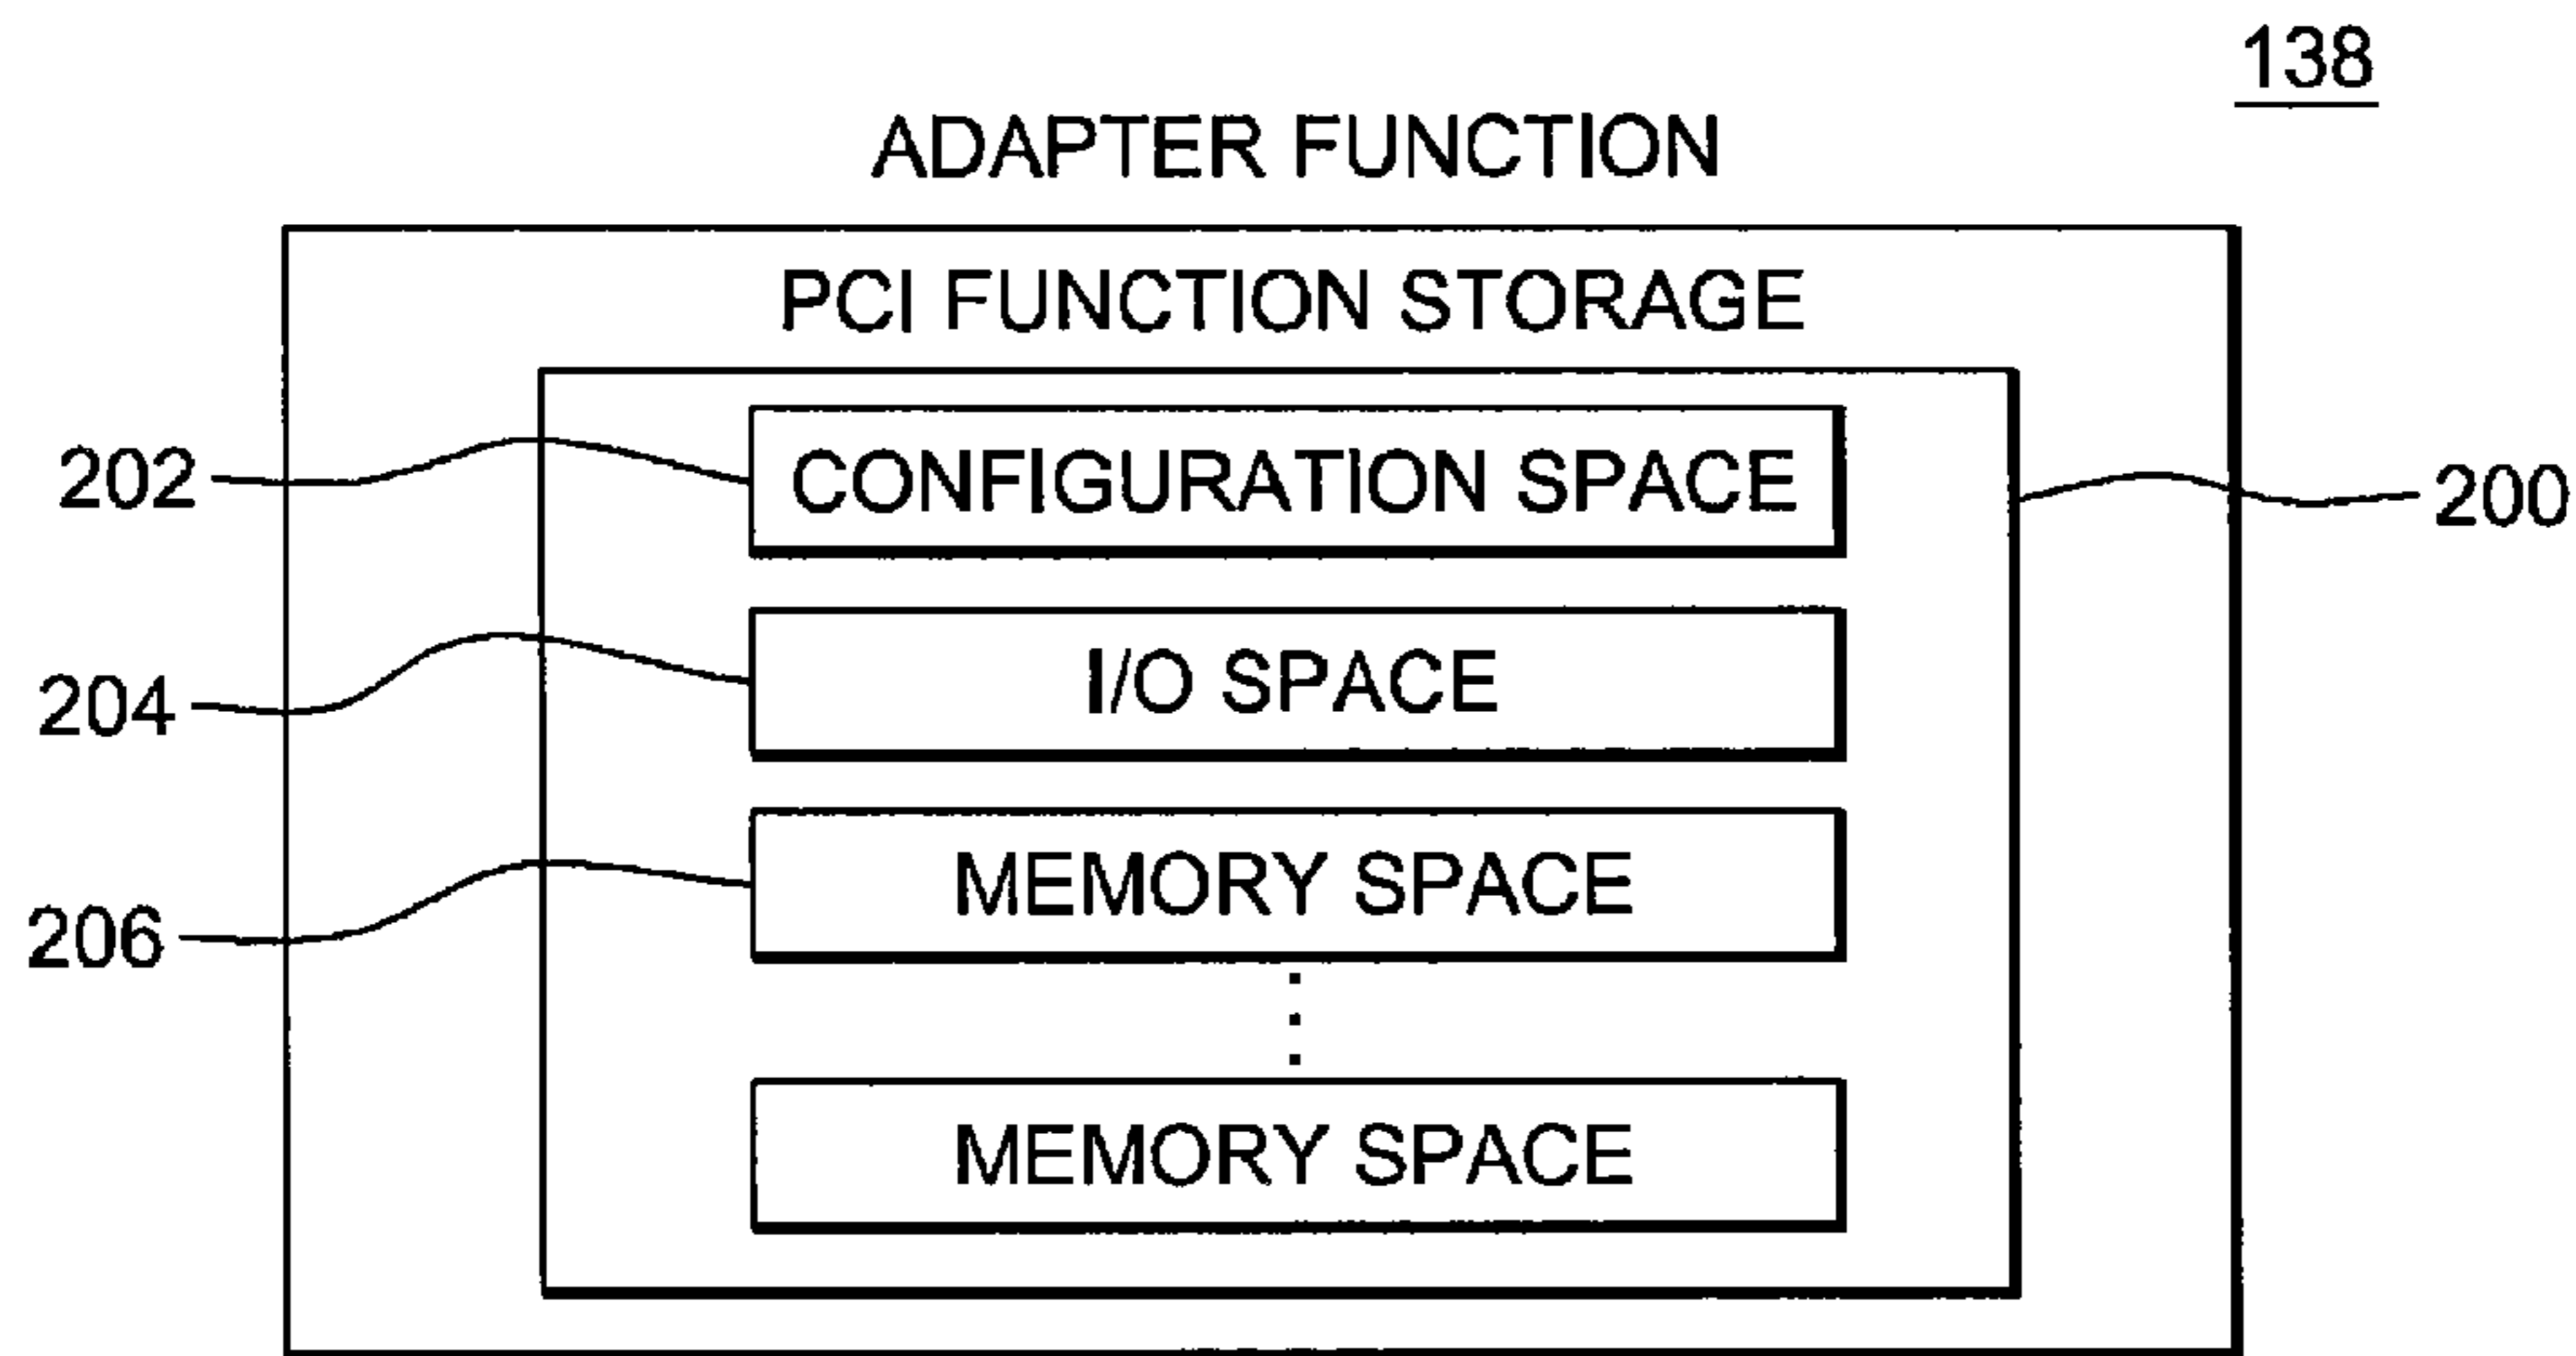 138
ADAPTER FUNCTION
PCI FUNCTION STORAGE
202
CONFIGURATION SPACE
200
204
I/O SPACE
206
MEMORY SPACE
MEMORY SPACE